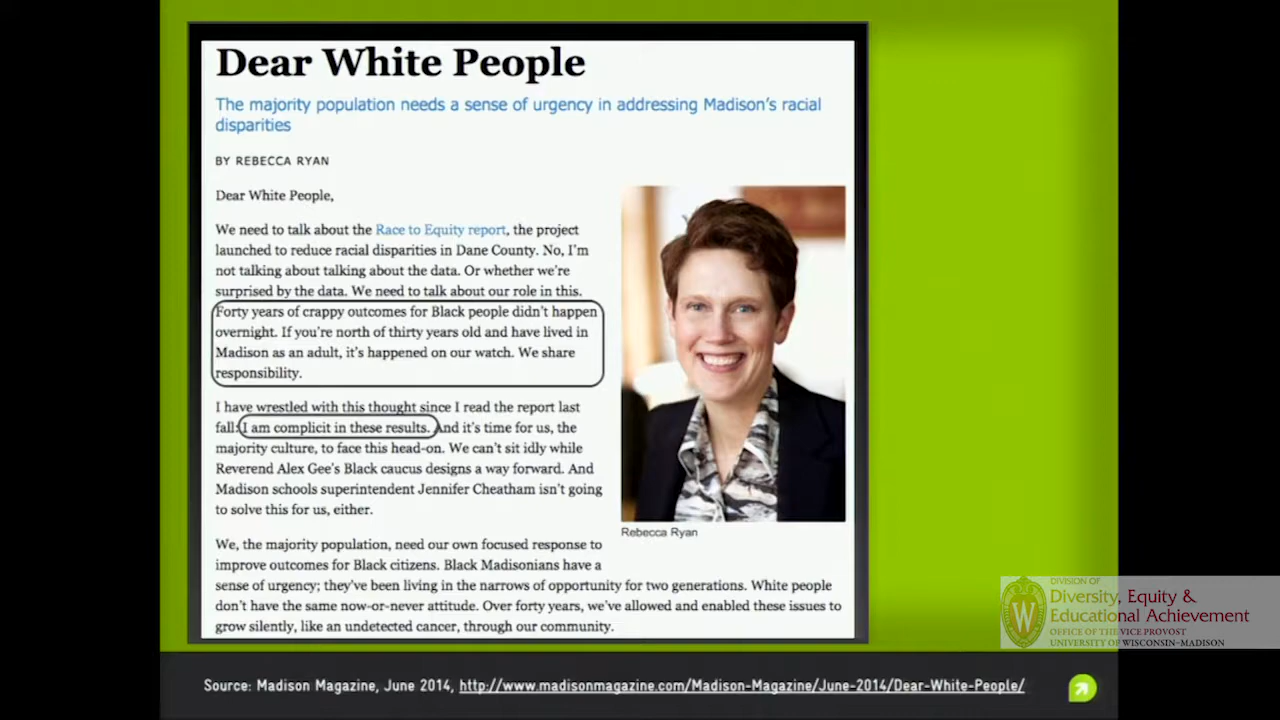 Dear White People
The majority population needs a sense of urgency in addressing Madison's racial
disparities
BY REBECCA RYAN
Dear White People,
We need to talk about the Race to Equity report, the project
launched to reduce racial disparities in Dane County. No, I'm
not talking about talking about the data. Or whether we're
surprised by the data. We need to talk about our role in this.
Forty years of crappy outcomes for Black people didn't happen
overnight. If you're north of thirty years old and have lived in
Madison as an adult, it's happened on our watch. We share
responsibility.
I have wrestled with this thought since I read the report last
fall: I am complicit in these results. And it's time for us, the
majority culture, to face this head-on. We can't sit idly while
Reverend Alex Gee's Black caucus designs a way forward. And
Madison schools superintendent Jennifer Cheatham isn't going
to solve this for us, either.
Rebecca Ryan
We, the majority population, need our own focused response to
improve outcomes for Black citizens. Black Madisonians have a
sense of urgency; they've been living in the narrows of opportunity for two generations. White people
don't have the same now-or-never attitude. Over forty years, we've allowed and enabled these issues to
grow silently, like an undetected cancer, through our community.
DIVISION OF
Diversity, Equity &
Educational Achievement
OFFICE OF THE VICE PROVOST
UNIVERSITY OF WISCONSIN–MADISON
Source: Madison Magazine, June 2014, http://www.madisonmagazine.com/Madison-Magazine/June-2014/Dear-White-People/